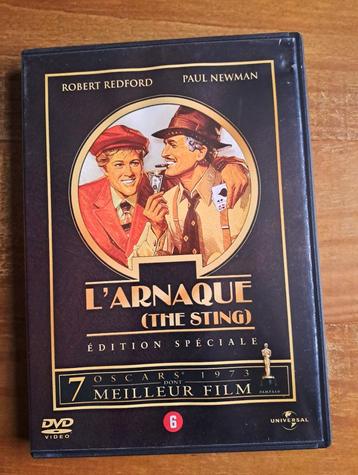 ROBERT REDFORD PAUL NEWMAN
L'ARNAQUE
(THE STING)
ÉDITION SPÉCIALE
7 OSCARS® 1973
DONT
MEILLEUR FILM
DVD
VIDEO
6
UNIVERSAL